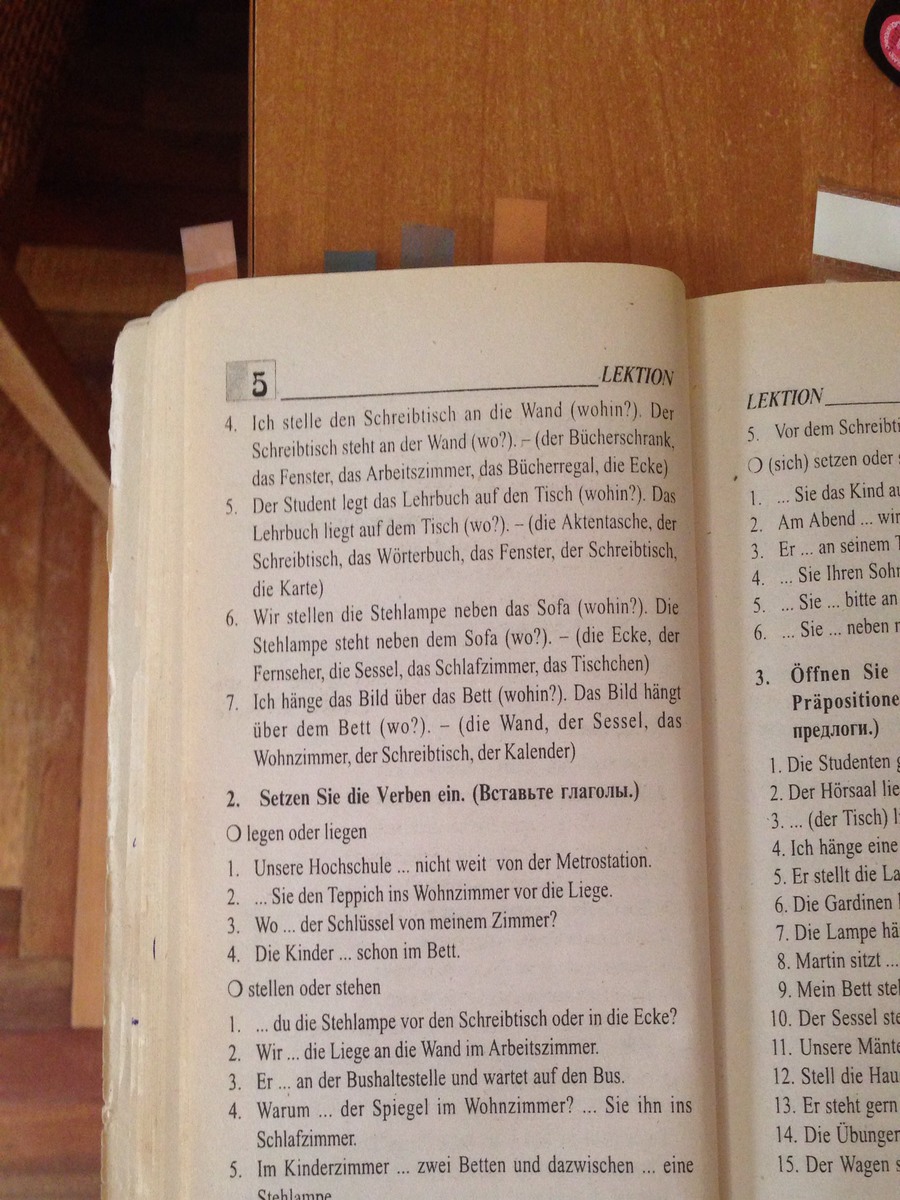 5
LEKTION
4. Ich stelle den Schreibtisch an die Wand (wohin?). Der
Schreibtisch steht an der Wand (wo?). – (der Bücherschrank,
das Fenster, das Arbeitszimmer, das Bücherregal, die Ecke)
5. Der Student legt das Lehrbuch auf den Tisch (wohin?). Das
Lehrbuch liegt auf dem Tisch (wo?). – (die Aktentasche, der
Schreibtisch, das Wörterbuch, das Fenster, der Schreibtisch,
die Karte)
6. Wir stellen die Stehlampe neben das Sofa (wohin?). Die
Stehlampe steht neben dem Sofa (wo?). – (die Ecke, der
Fernseher, die Sessel, das Schlafzimmer, das Tischchen)
7. Ich hänge das Bild über das Bett (wohin?). Das Bild hängt
über dem Bett (wo?). – (die Wand, der Sessel, das
Wohnzimmer, der Schreibtisch, der Kalender)
2. Setzen Sie die Verben ein. (Вставьте глаголы.)
legen oder liegen
1. Unsere Hochschule ... nicht weit von der Metrostation.
2. ... Sie den Teppich ins Wohnzimmer vor die Liege.
3. Wo ... der Schlüssel von meinem Zimmer?
4. Die Kinder ... schon im Bett.
stellen oder stehen
1. ... du die Stehlampe vor den Schreibtisch oder in die Ecke?
2. Wir ... die Liege an die Wand im Arbeitszimmer.
3. Er ... an der Bushaltestelle und wartet auf den Bus.
4. Warum ... der Spiegel im Wohnzimmer? ... Sie ihn ins
Schlafzimmer.
5. Im Kinderzimmer ... zwei Betten und dazwischen ... eine
Stehlampe
LEKTION
5. Vor dem
(sich) setzen oder
1. ... Sie das Kind
2. Am Abend ...
3. Er ... an seinem
4. ... Sie Ihren
5. ... Sie ... bitte an
6. ... Sie ... neben
3. Öffnen Sie
предлоги.)
1. Die Studenten
2. Der Hörsaal
3. ... (der Tisch)
4. Ich hänge eine
5. Er stellt die
6. Die Gardinen
7. Die Lampe
8. Martin sitzt ...
9. Mein Bett
10. Der Sessel
11. Unsere
12. Stell die
13. Er steht gern
14. Die
15. Der Wagen